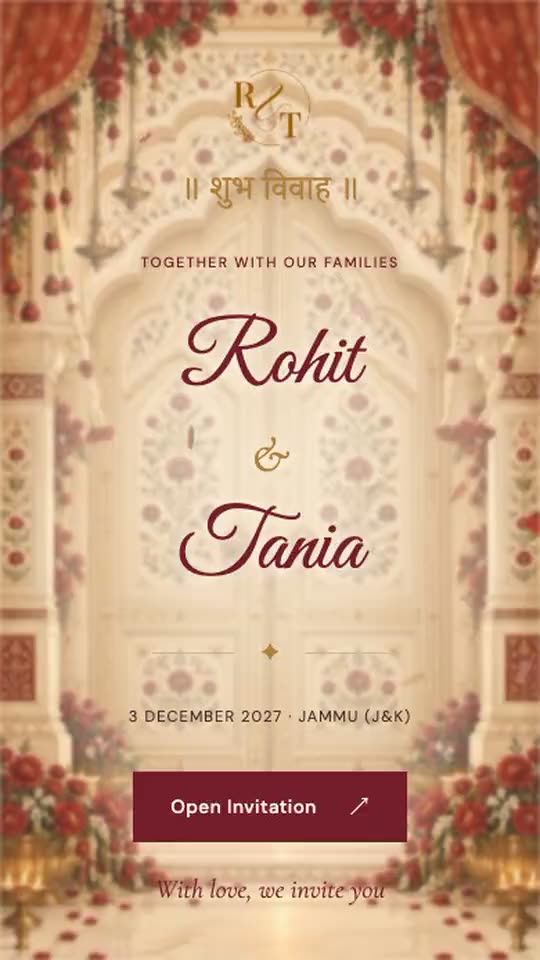 R & T
॥ शुभ विवाह ॥
TOGETHER WITH OUR FAMILIES
Rohit
&
Tania
3 DECEMBER 2027 · JAMMU (J&K)
Open Invitation ↗
With love, we invite you